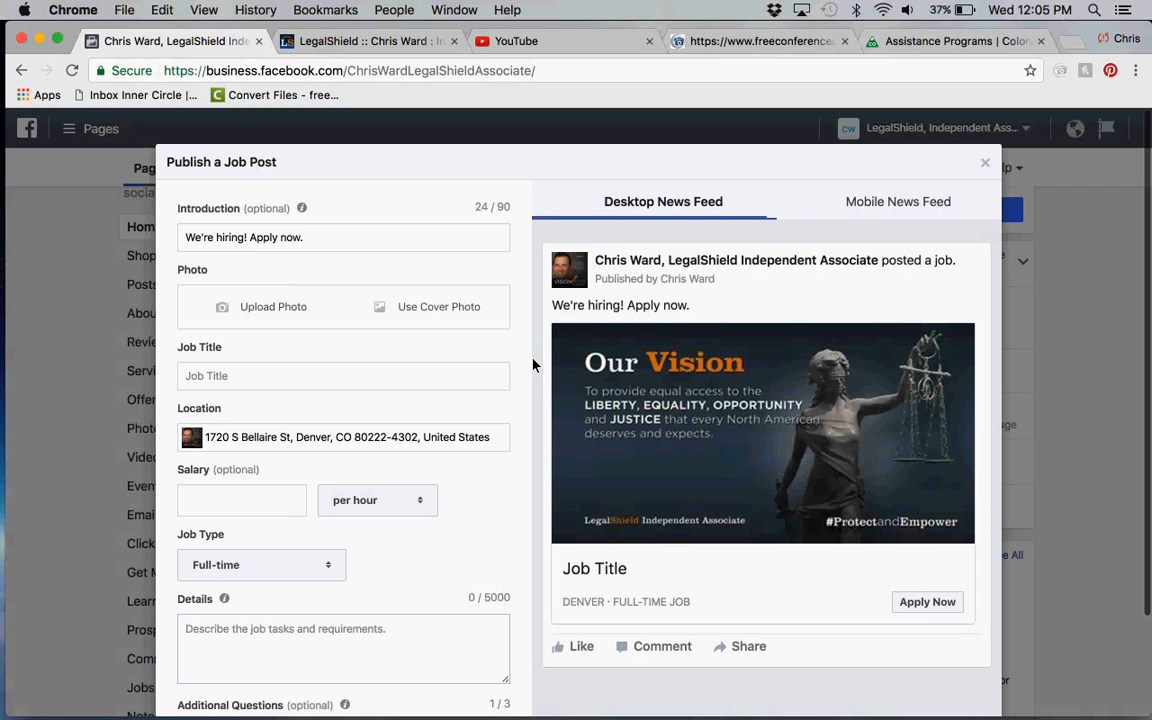 Chrome File Edit View History Bookmarks People Window Help 37% Wed 12:05 PM
Chris Ward, LegalShield Inde LegalShield :: Chris Ward : In YouTube https://www.freeconference. Assistance Programs | Color Chris
Secure https://business.facebook.com/ChrisWardLegalShieldAssociate/
Apps Inbox Inner Circle |... Convert Files - free...
Pages CW LegalShield, Independent Ass...
Publish a Job Post
Introduction (optional) 24 / 90
We're hiring! Apply now.
Photo
Upload Photo Use Cover Photo
Job Title
Job Title
Location
1720 S Bellaire St, Denver, CO 80222-4302, United States
Salary (optional)
per hour
Job Type
Full-time
Details 0 / 5000
Describe the job tasks and requirements.
Additional Questions (optional) 1 / 3
Desktop News Feed Mobile News Feed
Chris Ward, LegalShield Independent Associate posted a job.
Published by Chris Ward
We're hiring! Apply now.
Our Vision
To provide equal access to the
LIBERTY, EQUALITY, OPPORTUNITY
and JUSTICE that every North American
deserves and expects.
LegalShield Independent Associate #ProtectandEmpower
Job Title
DENVER · FULL-TIME JOB Apply Now
Like Comment Share
Pag
socia
Hom
Shop
Posts
Abou
Revie
Servi
Offer
Photo
Video
Even
Emai
Click
Get M
Learn
Prosp
Com
Jobs
lp
e All